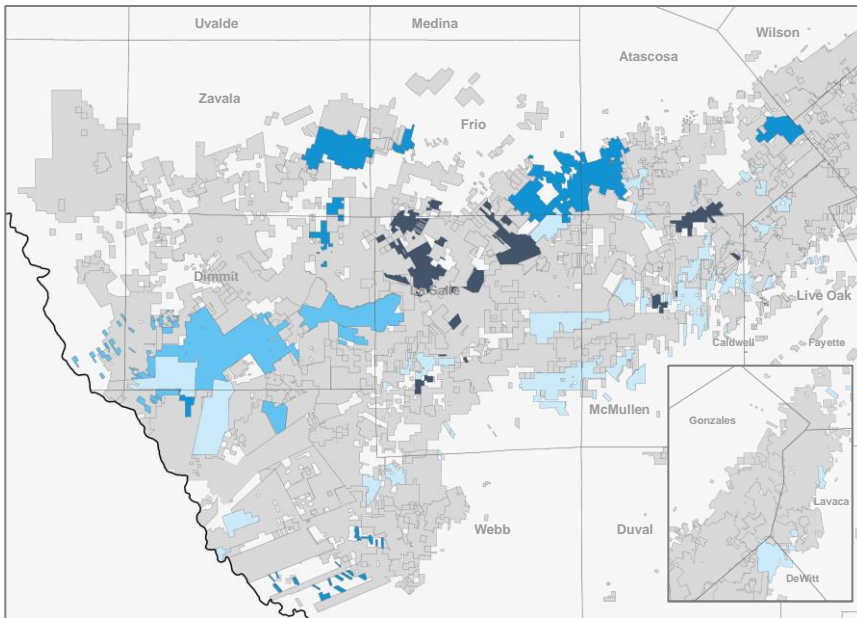 Uvalde
Medina
Wilson
Atascosa
Zavala
Frio
Dimmit
La Salle
Live Oak
Caldwell
Fayette
McMullen
Gonzales
Lavaca
Webb
Duval
DeWitt